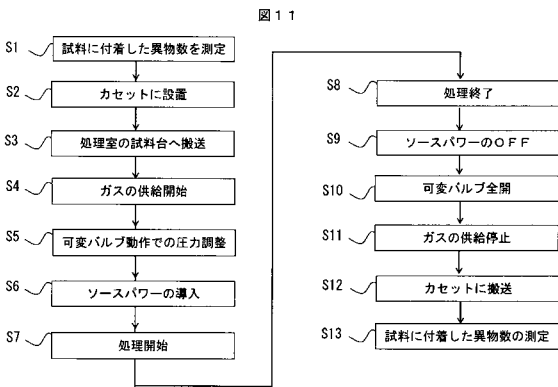 図11
S1 試料に付着した異物数を測定
S2 カセットに設置
S3 処理室の試料台へ搬送
S4 ガスの供給開始
S5 可変バルブ動作での圧力調整
S6 ソースパワーの導入
S7 処理開始
S8 処理終了
S9 ソースパワーのOFF
S10 可変バルブ全開
S11 ガスの供給停止
S12 カセットに搬送
S13 試料に付着した異物数の測定